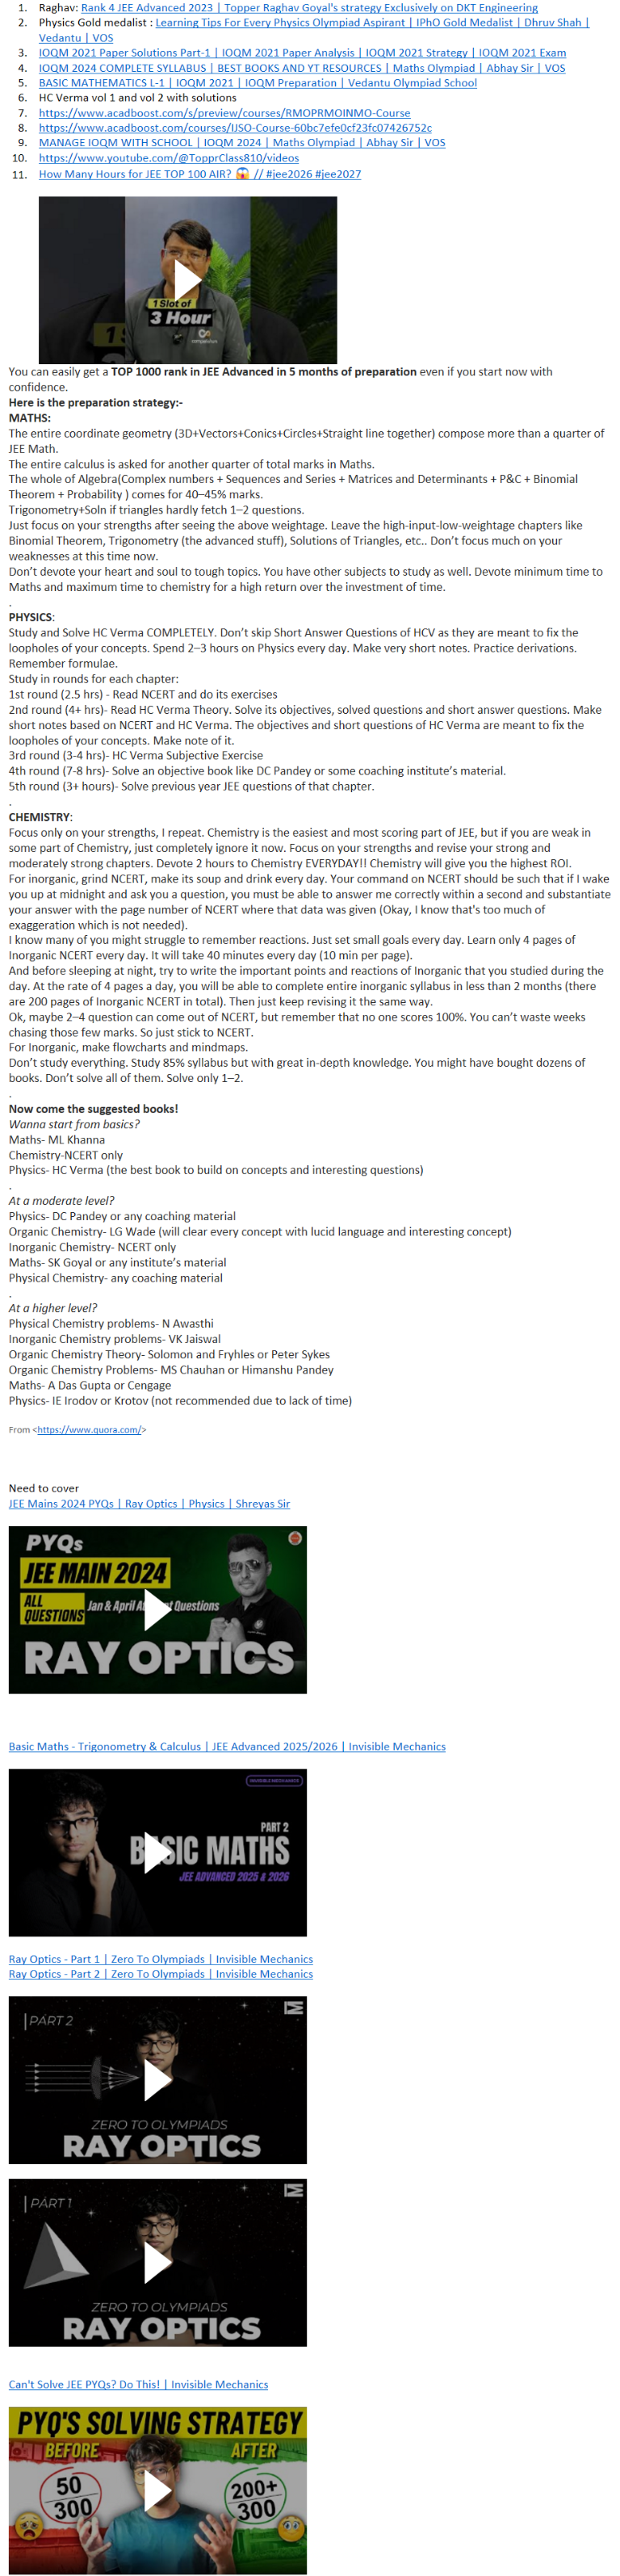 1. Raghav: Rank 4 JEE Advanced 2023 | Topper Raghav Goyal's strategy Exclusively on DKT Engineering
2. Physics Gold medalist : Learning Tips For Every Physics Olympiad Aspirant | IPhO Gold Medalist | Dhruv Shah |
Vedantu | VOS
3. IOQM 2021 Paper Solutions Part-1 | IOQM 2021 Paper Analysis | IOQM 2021 Strategy | IOQM 2021 Exam
4. IOQM 2024 COMPLETE SYLLABUS | BEST BOOKS AND YT RESOURCES | Maths Olympiad | Abhay Sir | VOS
5. BASIC MATHEMATICS L-1 | IOQM 2021 | IOQM Preparation | Vedantu Olympiad School
6. HC Verma vol 1 and vol 2 with solutions
7. https://www.acadboost.com/s/preview/courses/RMOPRMOINMO-Course
8. https://www.acadboost.com/courses/IJSO-Course-60bc7efe0cf23fc07426752c
9. MANAGE IOQM WITH SCHOOL | IOQM 2024 | Maths Olympiad | Abhay Sir | VOS
10. https://www.youtube.com/@TopprClass810/videos
11. How Many Hours for JEE TOP 100 AIR? 😱 // #jee2026 #jee2027
1 Slot of
3 Hour
You can easily get a TOP 1000 rank in JEE Advanced in 5 months of preparation even if you start now with
confidence.
Here is the preparation strategy:-
MATHS:
The entire coordinate geometry (3D+Vectors+Conics+Circles+Straight line together) compose more than a quarter of
JEE Math.
The entire calculus is asked for another quarter of total marks in Maths.
The whole of Algebra(Complex numbers + Sequences and Series + Matrices and Determinants + P&C + Binomial
Theorem + Probability ) comes for 40–45% marks.
Trigonometry+Soln if triangles hardly fetch 1–2 questions.
Just focus on your strengths after seeing the above weightage. Leave the high-input-low-weightage chapters like
Binomial Theorem, Trigonometry (the advanced stuff), Solutions of Triangles, etc.. Don’t focus much on your
weaknesses at this time now.
Don’t devote your heart and soul to tough topics. You have other subjects to study as well. Devote minimum time to
Maths and maximum time to chemistry for a high return over the investment of time.
.
PHYSICS:
Study and Solve HC Verma COMPLETELY. Don’t skip Short Answer Questions of HCV as they are meant to fix the
loopholes of your concepts. Spend 2–3 hours on Physics every day. Make very short notes. Practice derivations.
Remember formulae.
Study in rounds for each chapter:
1st round (2.5 hrs) - Read NCERT and do its exercises
2nd round (4+ hrs)- Read HC Verma Theory. Solve its objectives, solved questions and short answer questions. Make
short notes based on NCERT and HC Verma. The objectives and short questions of HC Verma are meant to fix the
loopholes of your concepts. Make note of it.
3rd round (3-4 hrs)- HC Verma Subjective Exercise
4th round (7-8 hrs)- Solve an objective book like DC Pandey or some coaching institute’s material.
5th round (3+ hours)- Solve previous year JEE questions of that chapter.
.
CHEMISTRY:
Focus only on your strengths, I repeat. Chemistry is the easiest and most scoring part of JEE, but if you are weak in
some part of Chemistry, just completely ignore it now. Focus on your strengths and revise your strong and
moderately strong chapters. Devote 2 hours to Chemistry EVERYDAY!! Chemistry will give you the highest ROI.
For inorganic, grind NCERT, make its soup and drink every day. Your command on NCERT should be such that if I wake
you up at midnight and ask you a question, you must be able to answer me correctly within a second and substantiate
your answer with the page number of NCERT where that data was given (Okay, I know that's too much of
exaggeration which is not needed).
I know many of you might struggle to remember reactions. Just set small goals every day. Learn only 4 pages of
Inorganic NCERT every day. It will take 40 minutes every day (10 min per page).
And before sleeping at night, try to write the important points and reactions of Inorganic that you studied during the
day. At the rate of 4 pages a day, you will be able to complete entire inorganic syllabus in less than 2 months (there
are 200 pages of Inorganic NCERT in total). Then just keep revising it the same way.
Ok, maybe 2–4 question can come out of NCERT, but remember that no one scores 100%. You can’t waste weeks
chasing those few marks. So just stick to NCERT.
For Inorganic, make flowcharts and mindmaps.
Don’t study everything. Study 85% syllabus but with great in-depth knowledge. You might have bought dozens of
books. Don’t solve all of them. Solve only 1–2.
.
Now come the suggested books!
Wanna start from basics?
Maths- ML Khanna
Chemistry-NCERT only
Physics- HC Verma (the best book to build on concepts and interesting questions)
.
At a moderate level?
Physics- DC Pandey or any coaching material
Organic Chemistry- LG Wade (will clear every concept with lucid language and interesting concept)
Inorganic Chemistry- NCERT only
Maths- SK Goyal or any institute’s material
Physical Chemistry- any coaching material
.
At a higher level?
Physical Chemistry problems- N Awasthi
Inorganic Chemistry problems- VK Jaiswal
Organic Chemistry Theory- Solomon and Fryhles or Peter Sykes
Organic Chemistry Problems- MS Chauhan or Himanshu Pandey
Maths- A Das Gupta or Cengage
Physics- IE Irodov or Krotov (not recommended due to lack of time)
From <https://www.quora.com/>
Need to cover
JEE Mains 2024 PYQs | Ray Optics | Physics | Shreyas Sir
PYQs
JEE MAIN 2024
ALL
QUESTIONS
Jan & April Questions
RAY OPTICS
Basic Maths - Trigonometry & Calculus | JEE Advanced 2025/2026 | Invisible Mechanics
INVISIBLE MECHANICS
PART 2
BASIC MATHS
JEE ADVANCED 2025 & 2026
Ray Optics - Part 1 | Zero To Olympiads | Invisible Mechanics
Ray Optics - Part 2 | Zero To Olympiads | Invisible Mechanics
PART 2
ZERO TO OLYMPIADS
RAY OPTICS
PART 1
ZERO TO OLYMPIADS
RAY OPTICS
Can't Solve JEE PYQs? Do This! | Invisible Mechanics
PYQ'S SOLVING STRATEGY
BEFORE
AFTER
50
300
200+
300